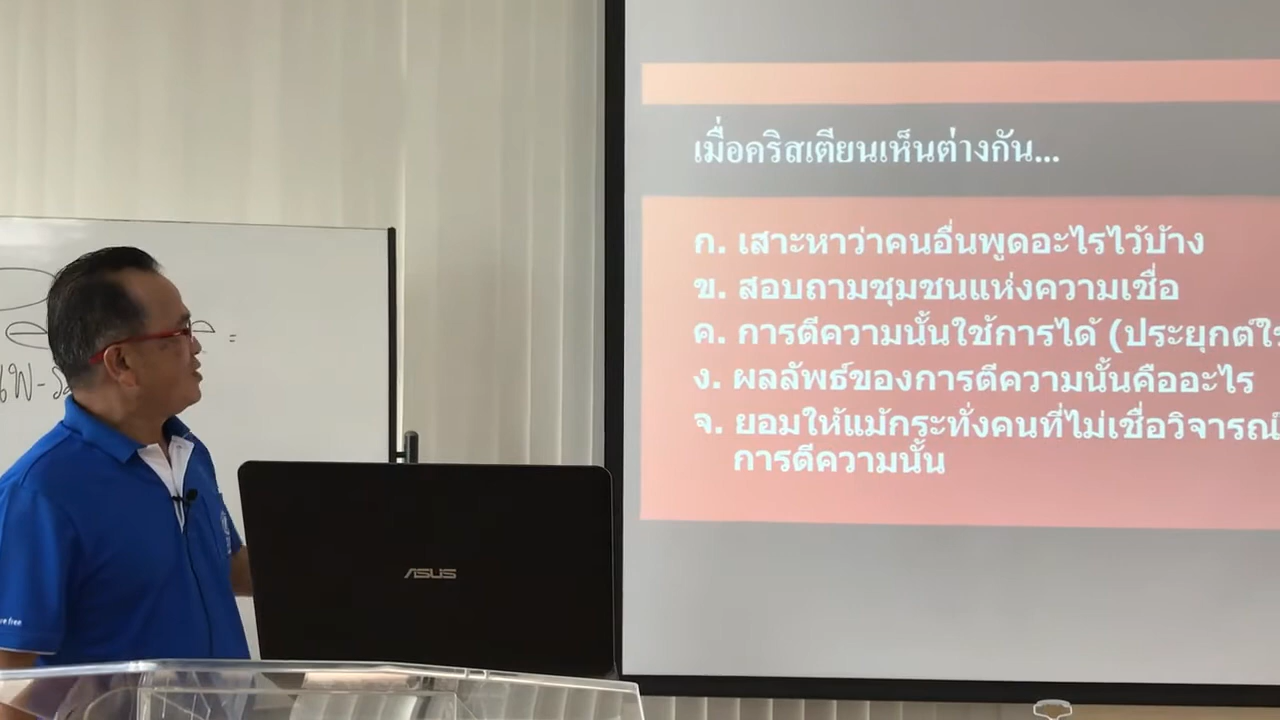 เมื่อคริสเตียนเห็นต่างกัน...
ก. เสาะหาว่าคนอื่นพูดอะไรไว้บ้าง
ข. สอบถามชุมชนแห่งความเชื่อ
ค. การตีความนั้นใช้การได้ (ประยุกต์ใช
ง. ผลลัพธ์ของการตีความนั้นคืออะไร
จ. ยอมให้แม้กระทั่งคนที่ไม่เชื่อวิจารณ์
การตีความนั้น
ASUS
free